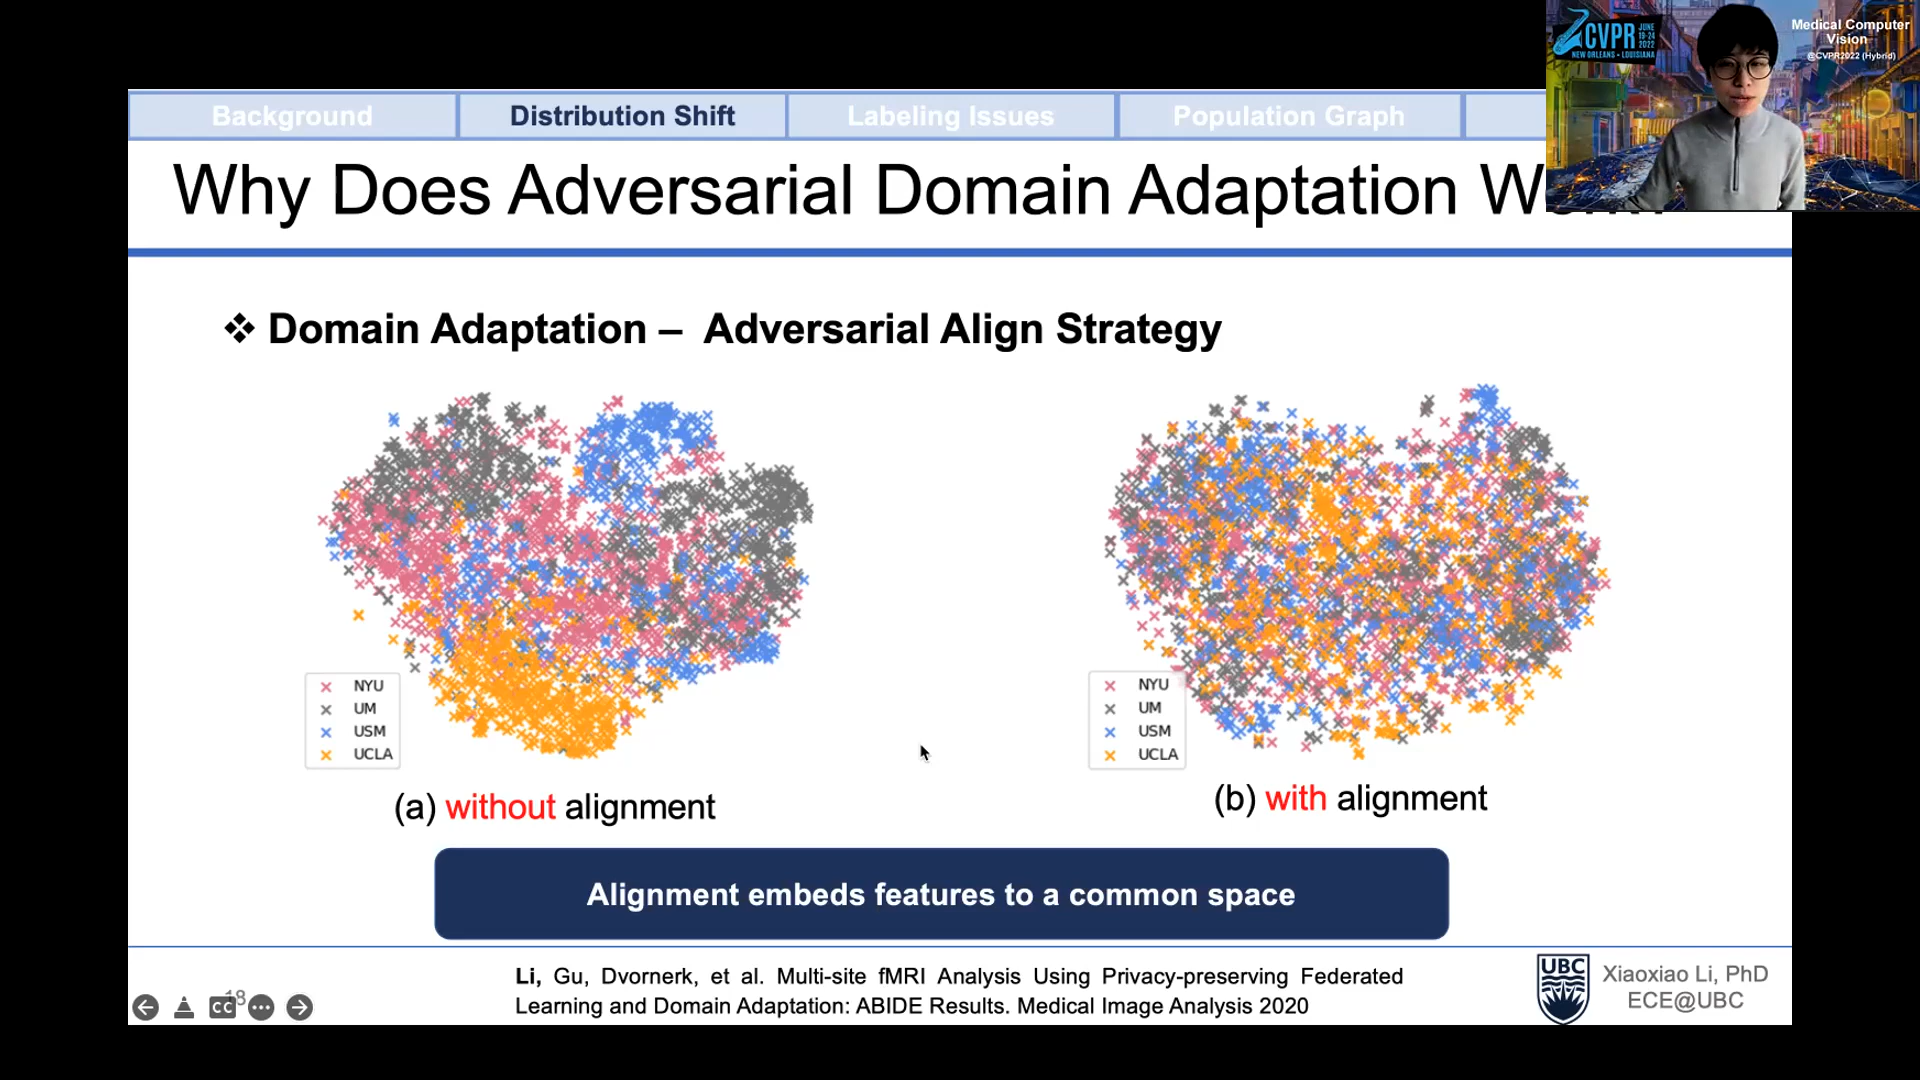 CVPR
JUNE
19-24
2022
NEW ORLEANS • LOUISIANA
Medical Computer
Vision
@CVPR2022 (Hybrid)
Background
Distribution Shift
Labeling Issues
Population Graph
Why Does Adversarial Domain Adaptation
❖ Domain Adaptation – Adversarial Align Strategy
NYU
UM
USM
UCLA
NYU
UM
USM
UCLA
(a) without alignment
(b) with alignment
Alignment embeds features to a common space
Li, Gu, Dvornerk, et al. Multi-site fMRI Analysis Using Privacy-preserving Federated
Learning and Domain Adaptation: ABIDE Results. Medical Image Analysis 2020
18
CC
UBC
Xiaoxiao Li, PhD
ECE@UBC